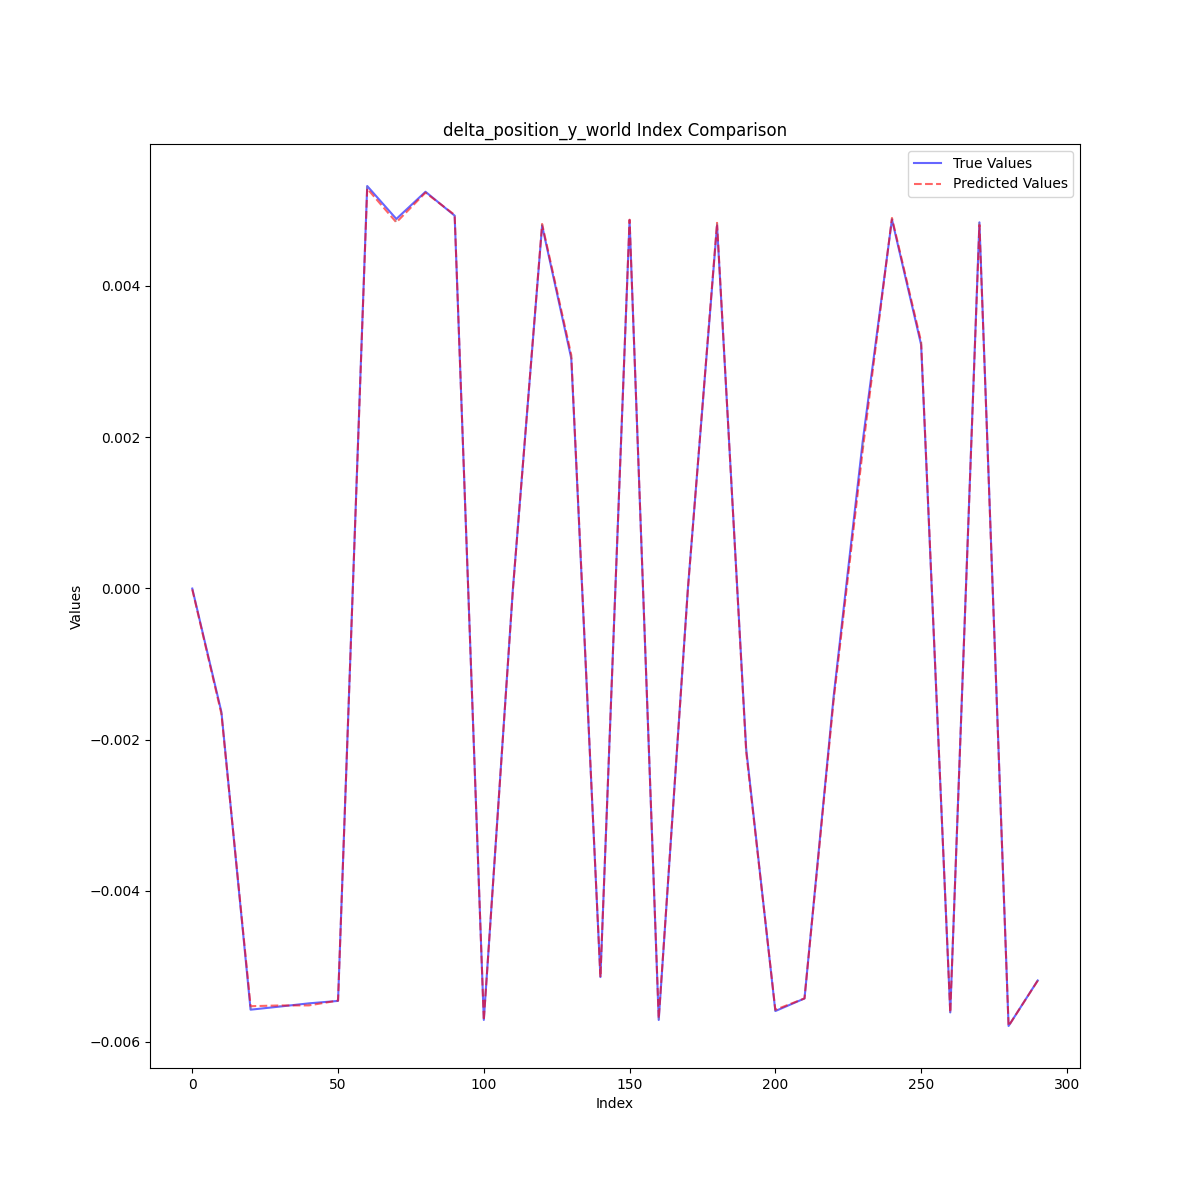 delta_position_y_world Index Comparison
True Values
Predicted Values
0.004
0.002
0.000
−0.002
−0.004
−0.006
Values
0 50 100 150 200 250 300
Index